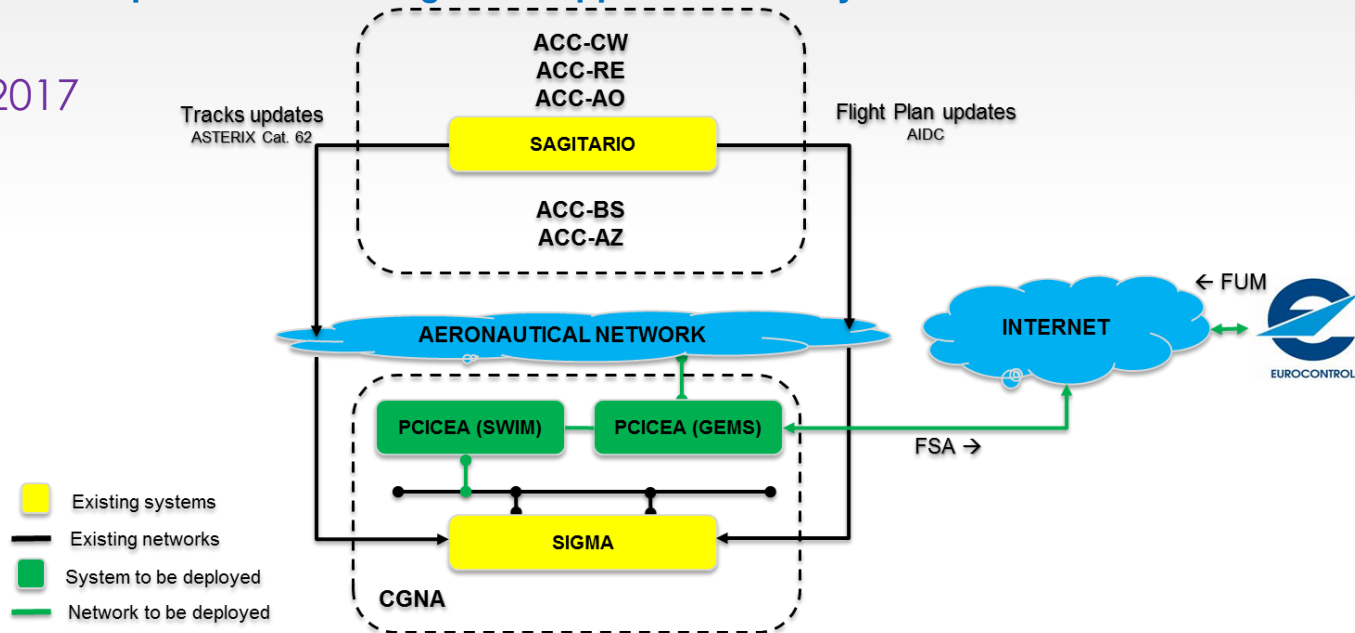 2017
ACC-CW
ACC-RE
ACC-AO
Tracks updates
ASTERIX Cat. 62
SAGITARIO
Flight Plan updates
AIDC
ACC-BS
ACC-AZ
AERONAUTICAL NETWORK
INTERNET
← FUM
EUROCONTROL
PCICEA (SWIM)
PCICEA (GEMS)
FSA →
SIGMA
CGNA
Existing systems
Existing networks
System to be deployed
Network to be deployed